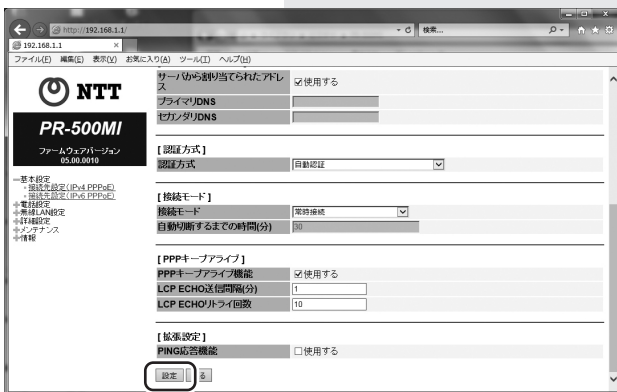 http://192.168.1.1/
検索...
192.168.1.1
ファイル(F) 編集(E) 表示(V) お気に入り(A) ツール(T) ヘルプ(H)
NTT
PR-500MI
ファームウェアバージョン
05.00.0010
基本設定
接続先設定(IPv4 PPPoE)
接続先設定(IPv6 PPPoE)
電話設定
無線LAN設定
詳細設定
メンテナンス
情報
サーバから割り当てられたアドレス
使用する
プライマリDNS
セカンダリDNS
[認証方式]
認証方式 自動認証
[接続モード]
接続モード 常時接続
自動切断するまでの時間(分) 30
[PPPキープアライブ]
PPPキープアライブ機能 使用する
LCP ECHO送信間隔(分) 1
LCP ECHOリトライ回数 10
[拡張設定]
PING応答機能 使用する
設定 る